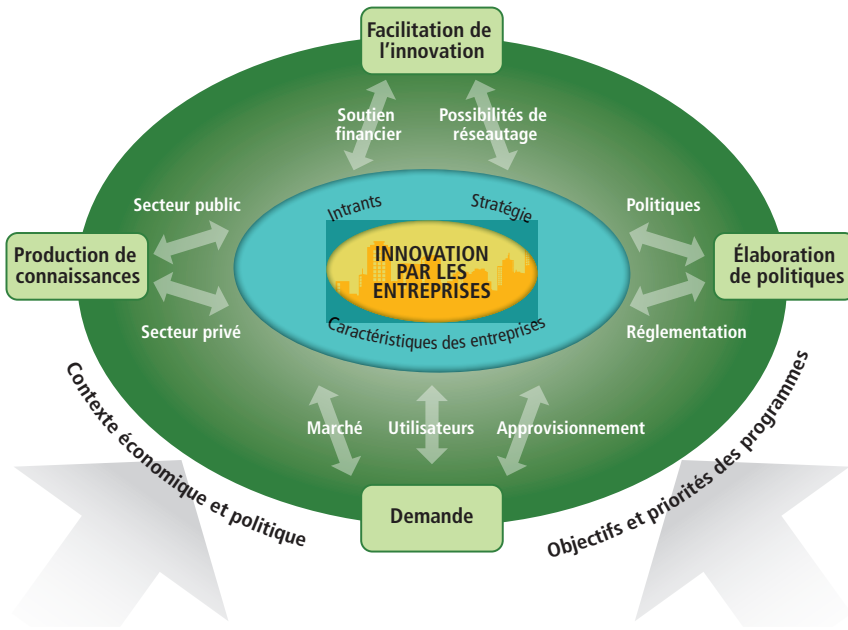 Facilitation de
l'innovation
Soutien
financier
Possibilités de
réseautage
Secteur public
Intrants
Stratégie
Politiques
Production de
connaissances
INNOVATION
PAR LES
ENTREPRISES
Élaboration
de politiques
Secteur privé
Caractéristiques des entreprises
Réglementation
Marché
Utilisateurs
Approvisionnement
Contexte économique et politique
Demande
Objectifs et priorités des programmes